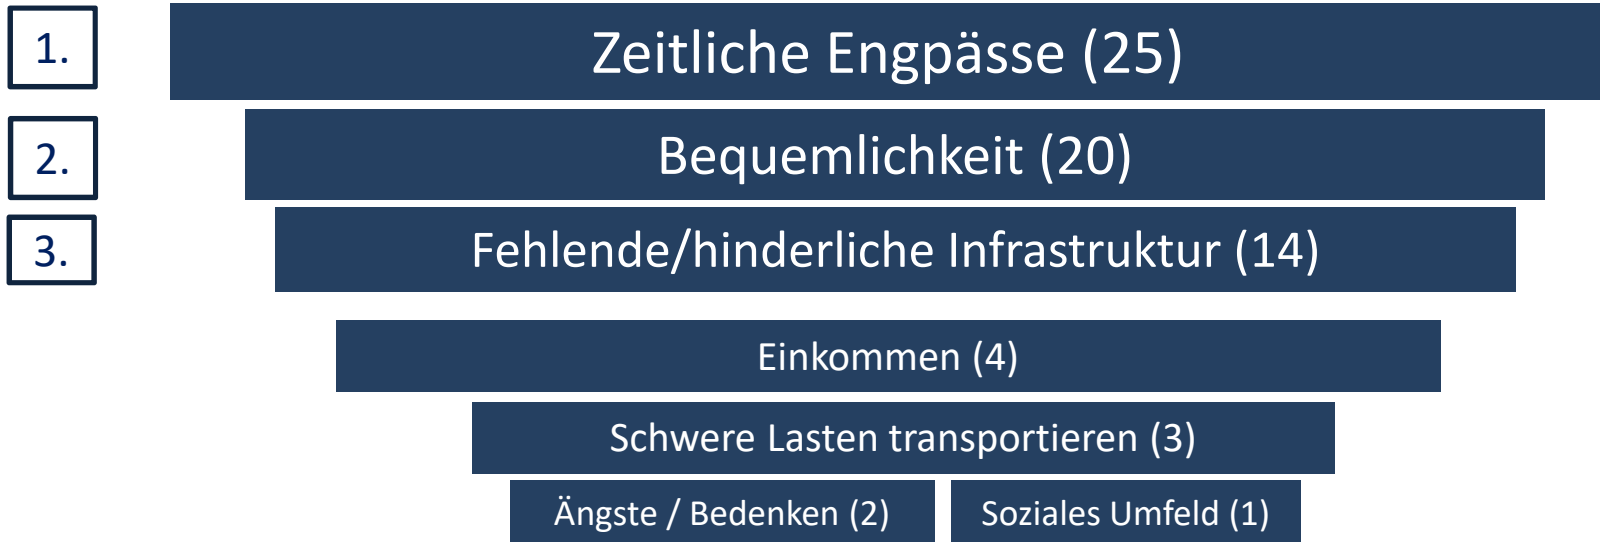 1.
Zeitliche Engpässe (25)
2.
Bequemlichkeit (20)
3.
Fehlende/hinderliche Infrastruktur (14)
Einkommen (4)
Schwere Lasten transportieren (3)
Ängste / Bedenken (2)
Soziales Umfeld (1)